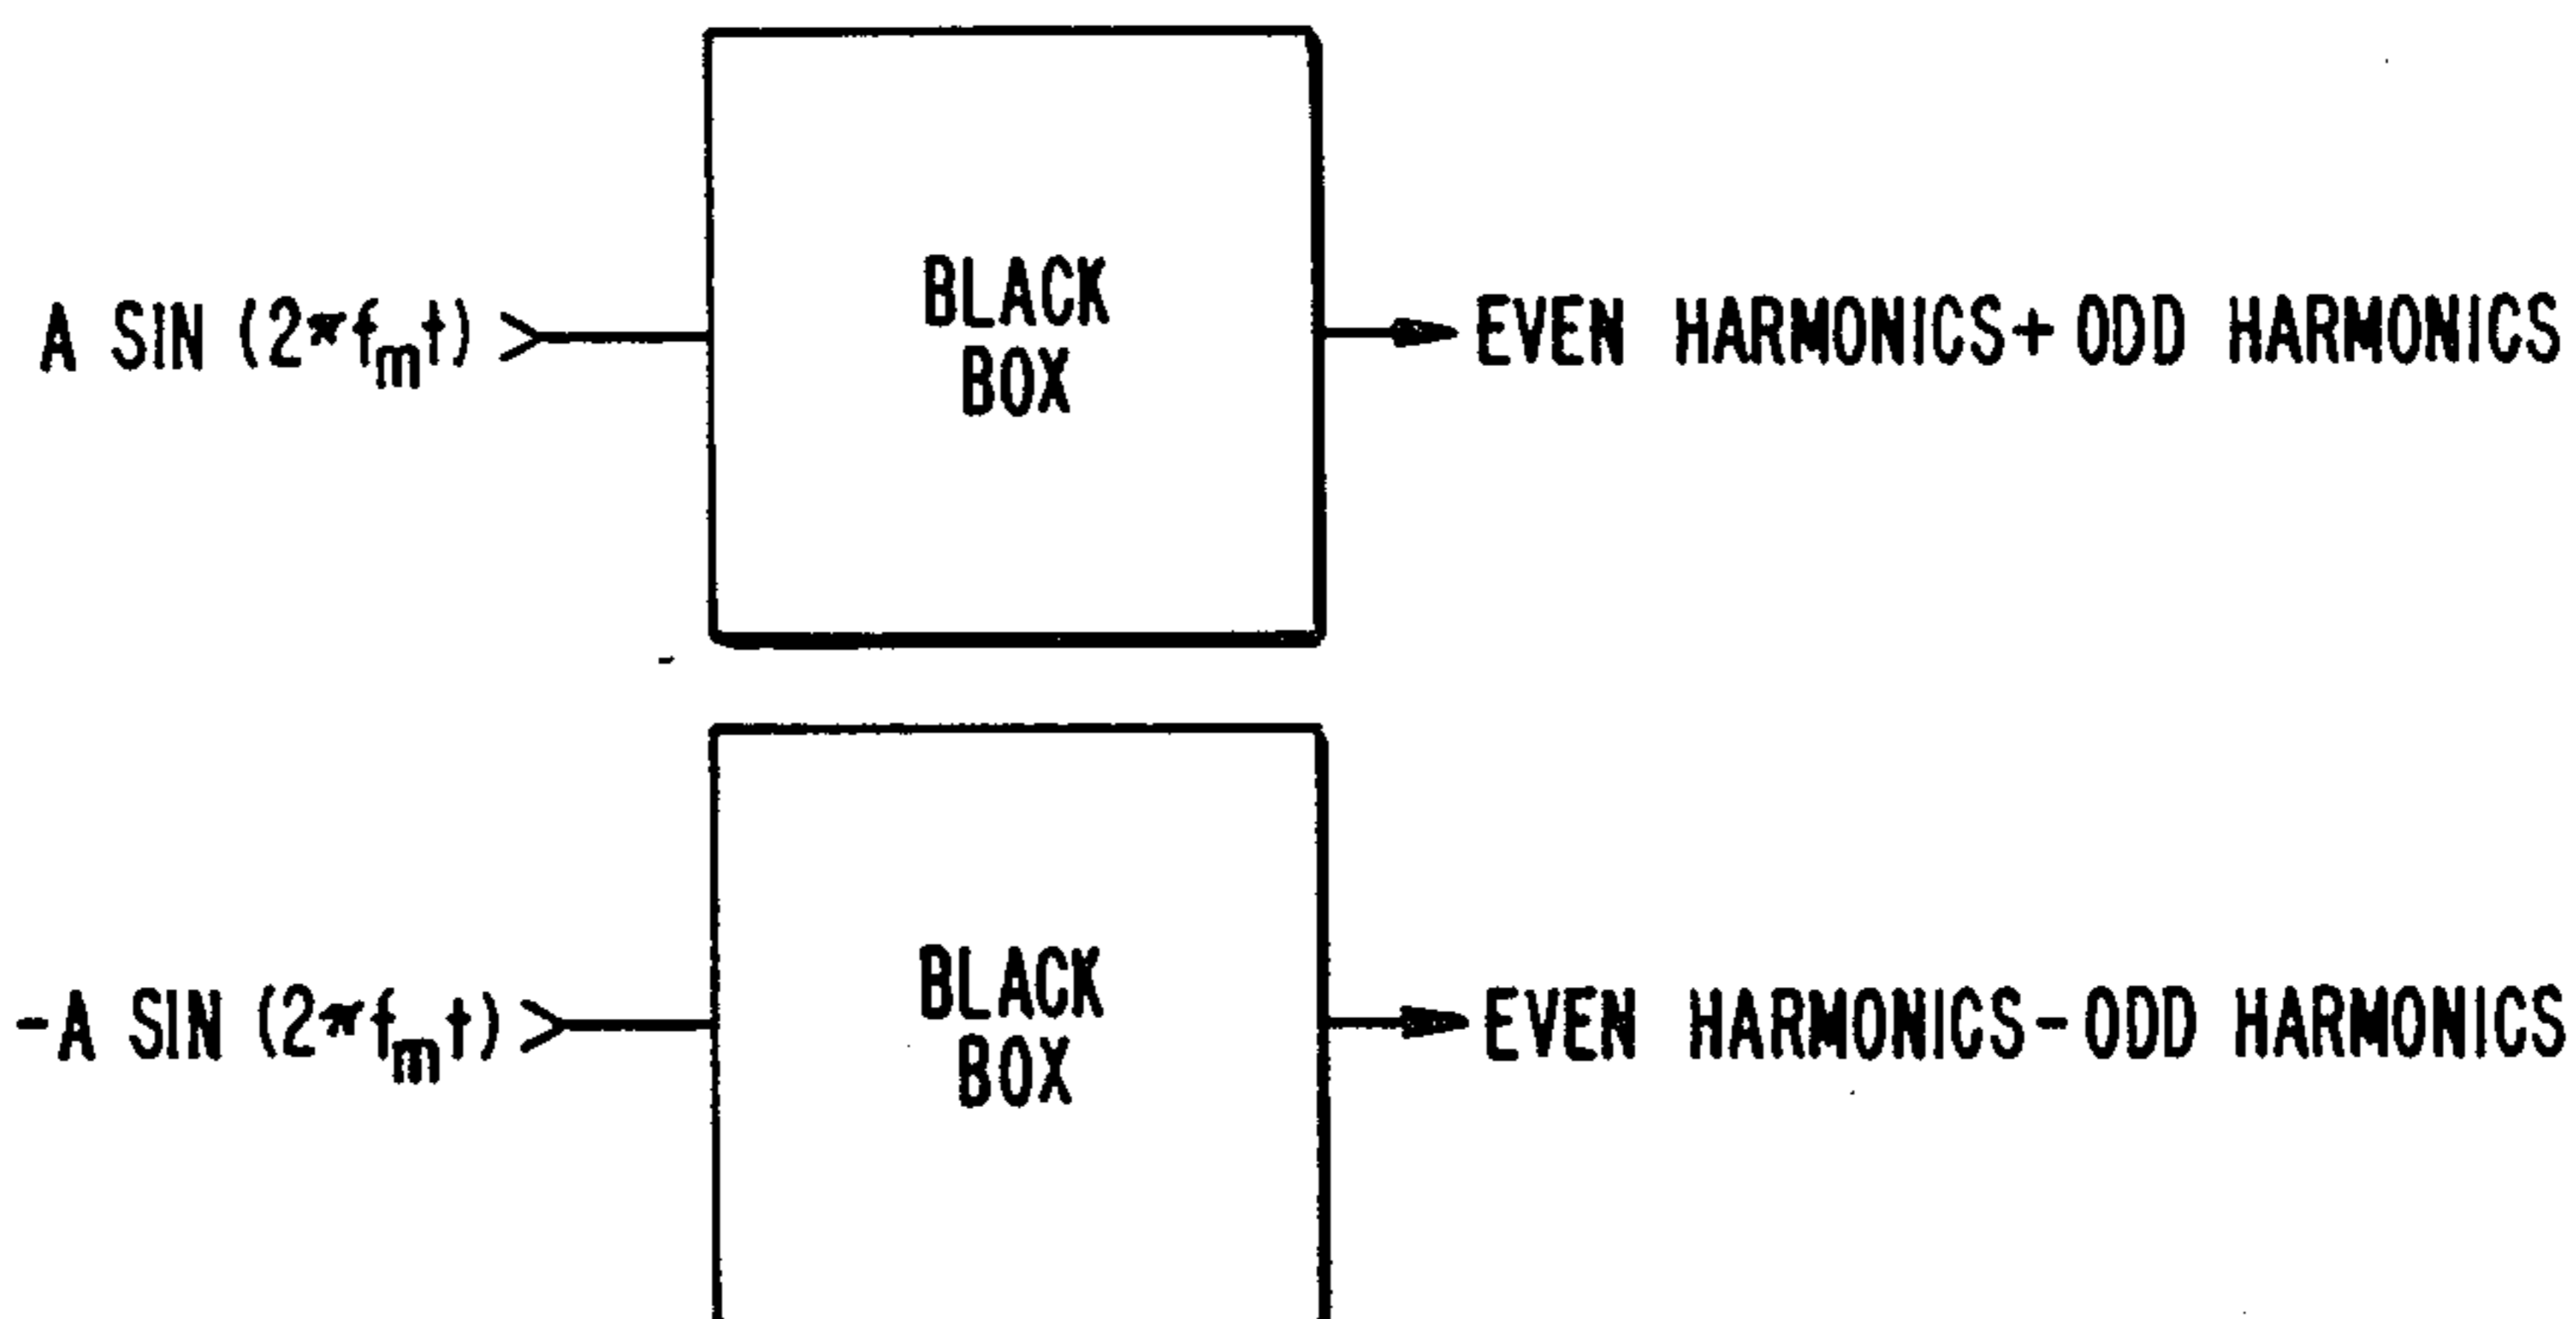 A SIN (2πfmt)
BLACK
BOX
EVEN HARMONICS+ ODD HARMONICS
-A SIN (2πfmt)
BLACK
BOX
EVEN HARMONICS- ODD HARMONICS